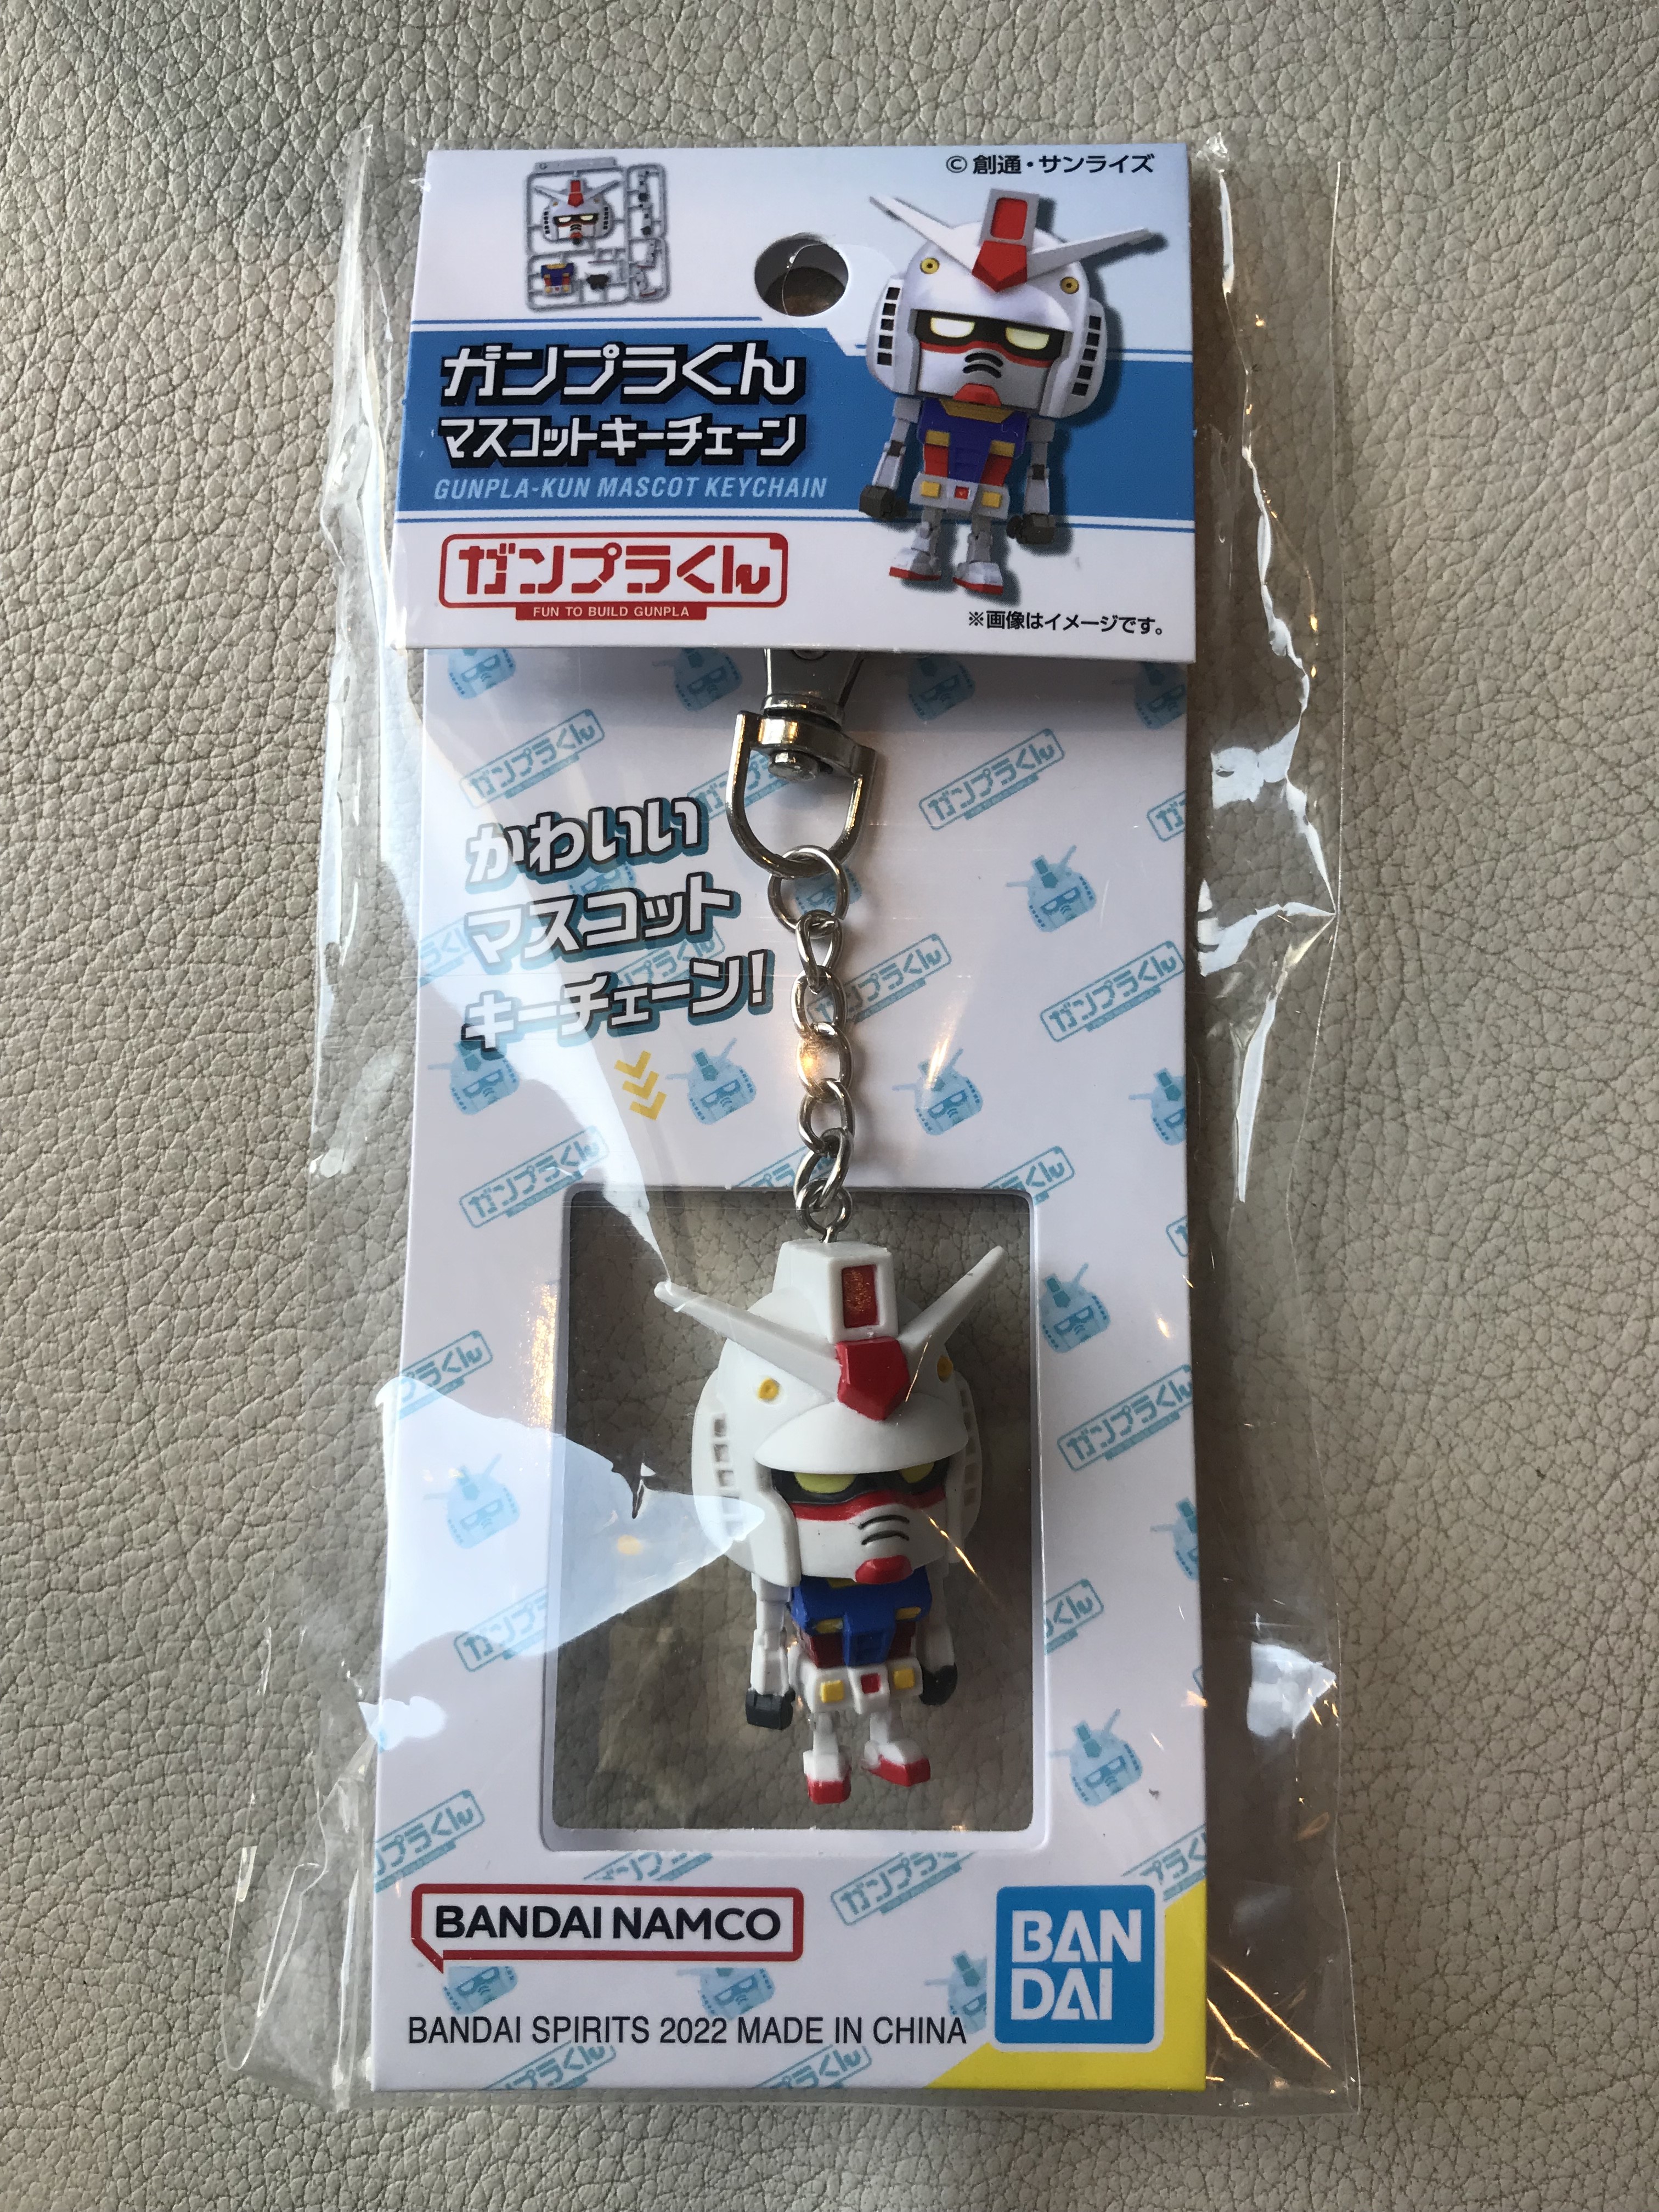 ©創通・サンライズ
ガンプラくん
マスコットキーチェーン
GUNPLA-KUN MASCOT KEYCHAIN
ガンプラくん
FUN TO BUILD GUNPLA
※画像はイメージです。
かわいい
マスコット
キーチェーン!
BANDAI NAMCO
BAN
DAI
BANDAI SPIRITS 2022 MADE IN CHINA